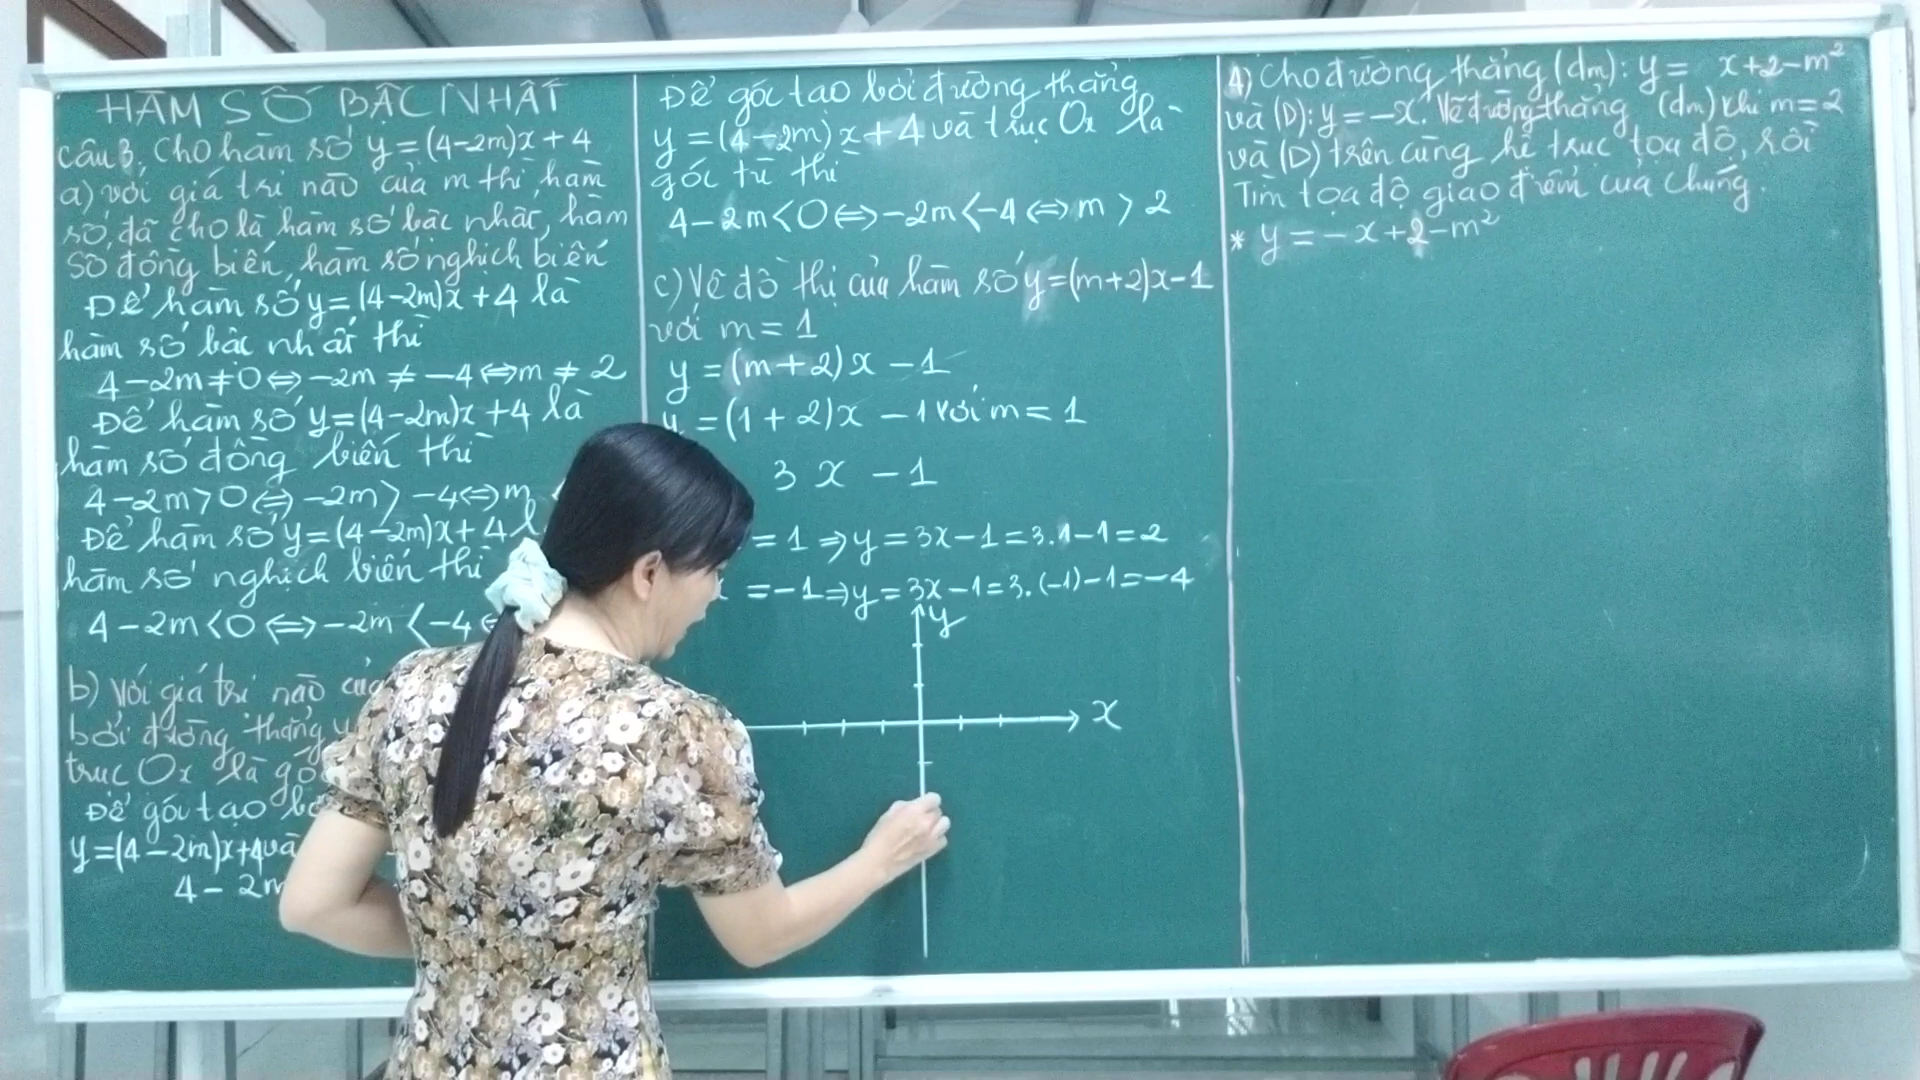 HÀM SỐ BẬC NHẤT
Câu 3. Cho hàm số y = (4-2m)x + 4
a) với giá trị nào của m thì hàm
số đã cho là hàm số bậc nhất, hàm
số đồng biến, hàm số nghịch biến
Để hàm số y = (4-2m)x + 4 là
hàm số bậc nhất thì
4 - 2m ≠ 0 ⇔ -2m ≠ -4 ⇔ m ≠ 2
Để hàm số y = (4-2m)x + 4 là
hàm số đồng biến thì
4 - 2m > 0 ⇔ -2m > -4 ⇔ m
Để hàm số y = (4-2m)x + 4 l
hàm số nghịch biến thì
4 - 2m < 0 ⇔ -2m < -4
b) Với giá trị nào của
bởi đường thẳng y
trục Ox là gó
Để góc tạo bở
y = (4 - 2m)x + 4 và
4 - 2m
Để góc tạo bởi đường thẳng
y = (4 - 2m)x + 4 và trục Ox là
góc tù thì
4 - 2m < 0 ⇔ -2m < -4 ⇔ m > 2
c) Vẽ đồ thị của hàm số y = (m+2)x - 1
với m = 1
y = (m+2)x - 1
y = (1 + 2)x - 1 với m = 1
3x - 1
= 1 ⇒ y = 3x - 1 = 3.1 - 1 = 2
= -1 ⇒ y = 3x - 1 = 3.(-1) - 1 = -4
y
x
4) Cho đường thẳng (dm): y = x + 2 - m²
và (D): y = -x. Vẽ đường thẳng (dm) khi m = 2
và (D) trên cùng hệ trục tọa độ, rồi
Tìm tọa độ giao điểm của chúng.
* y = -x + 2 - m²